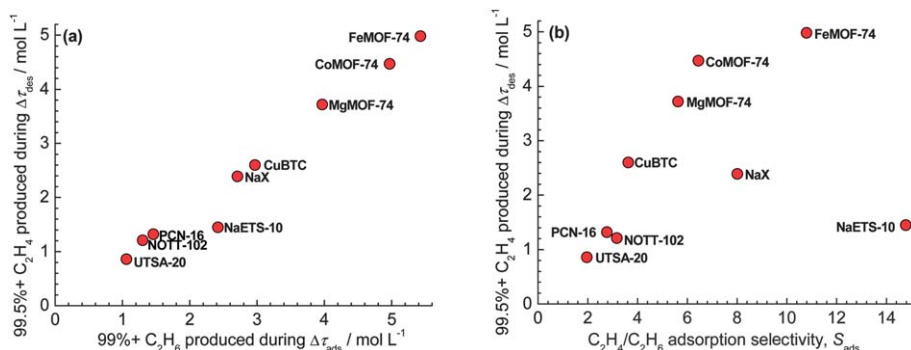 (a)
99.5%+ C₂H₄ produced during Δτdes / mol L⁻¹
5
4
3
2
1
0
FeMOF-74
CoMOF-74
MgMOF-74
CuBTC
NaX
NaETS-10
PCN-16
NOTT-102
UTSA-20
0 1 2 3 4 5
99%+ C₂H₆ produced during Δτads / mol L⁻¹
(b)
99.5%+ C₂H₄ produced during Δτdes / mol L⁻¹
5
4
3
2
1
0
FeMOF-74
CoMOF-74
MgMOF-74
CuBTC
NaX
NaETS-10
PCN-16
NOTT-102
UTSA-20
0 2 4 6 8 10 12 14
C₂H₄/C₂H₆ adsorption selectivity, Sads